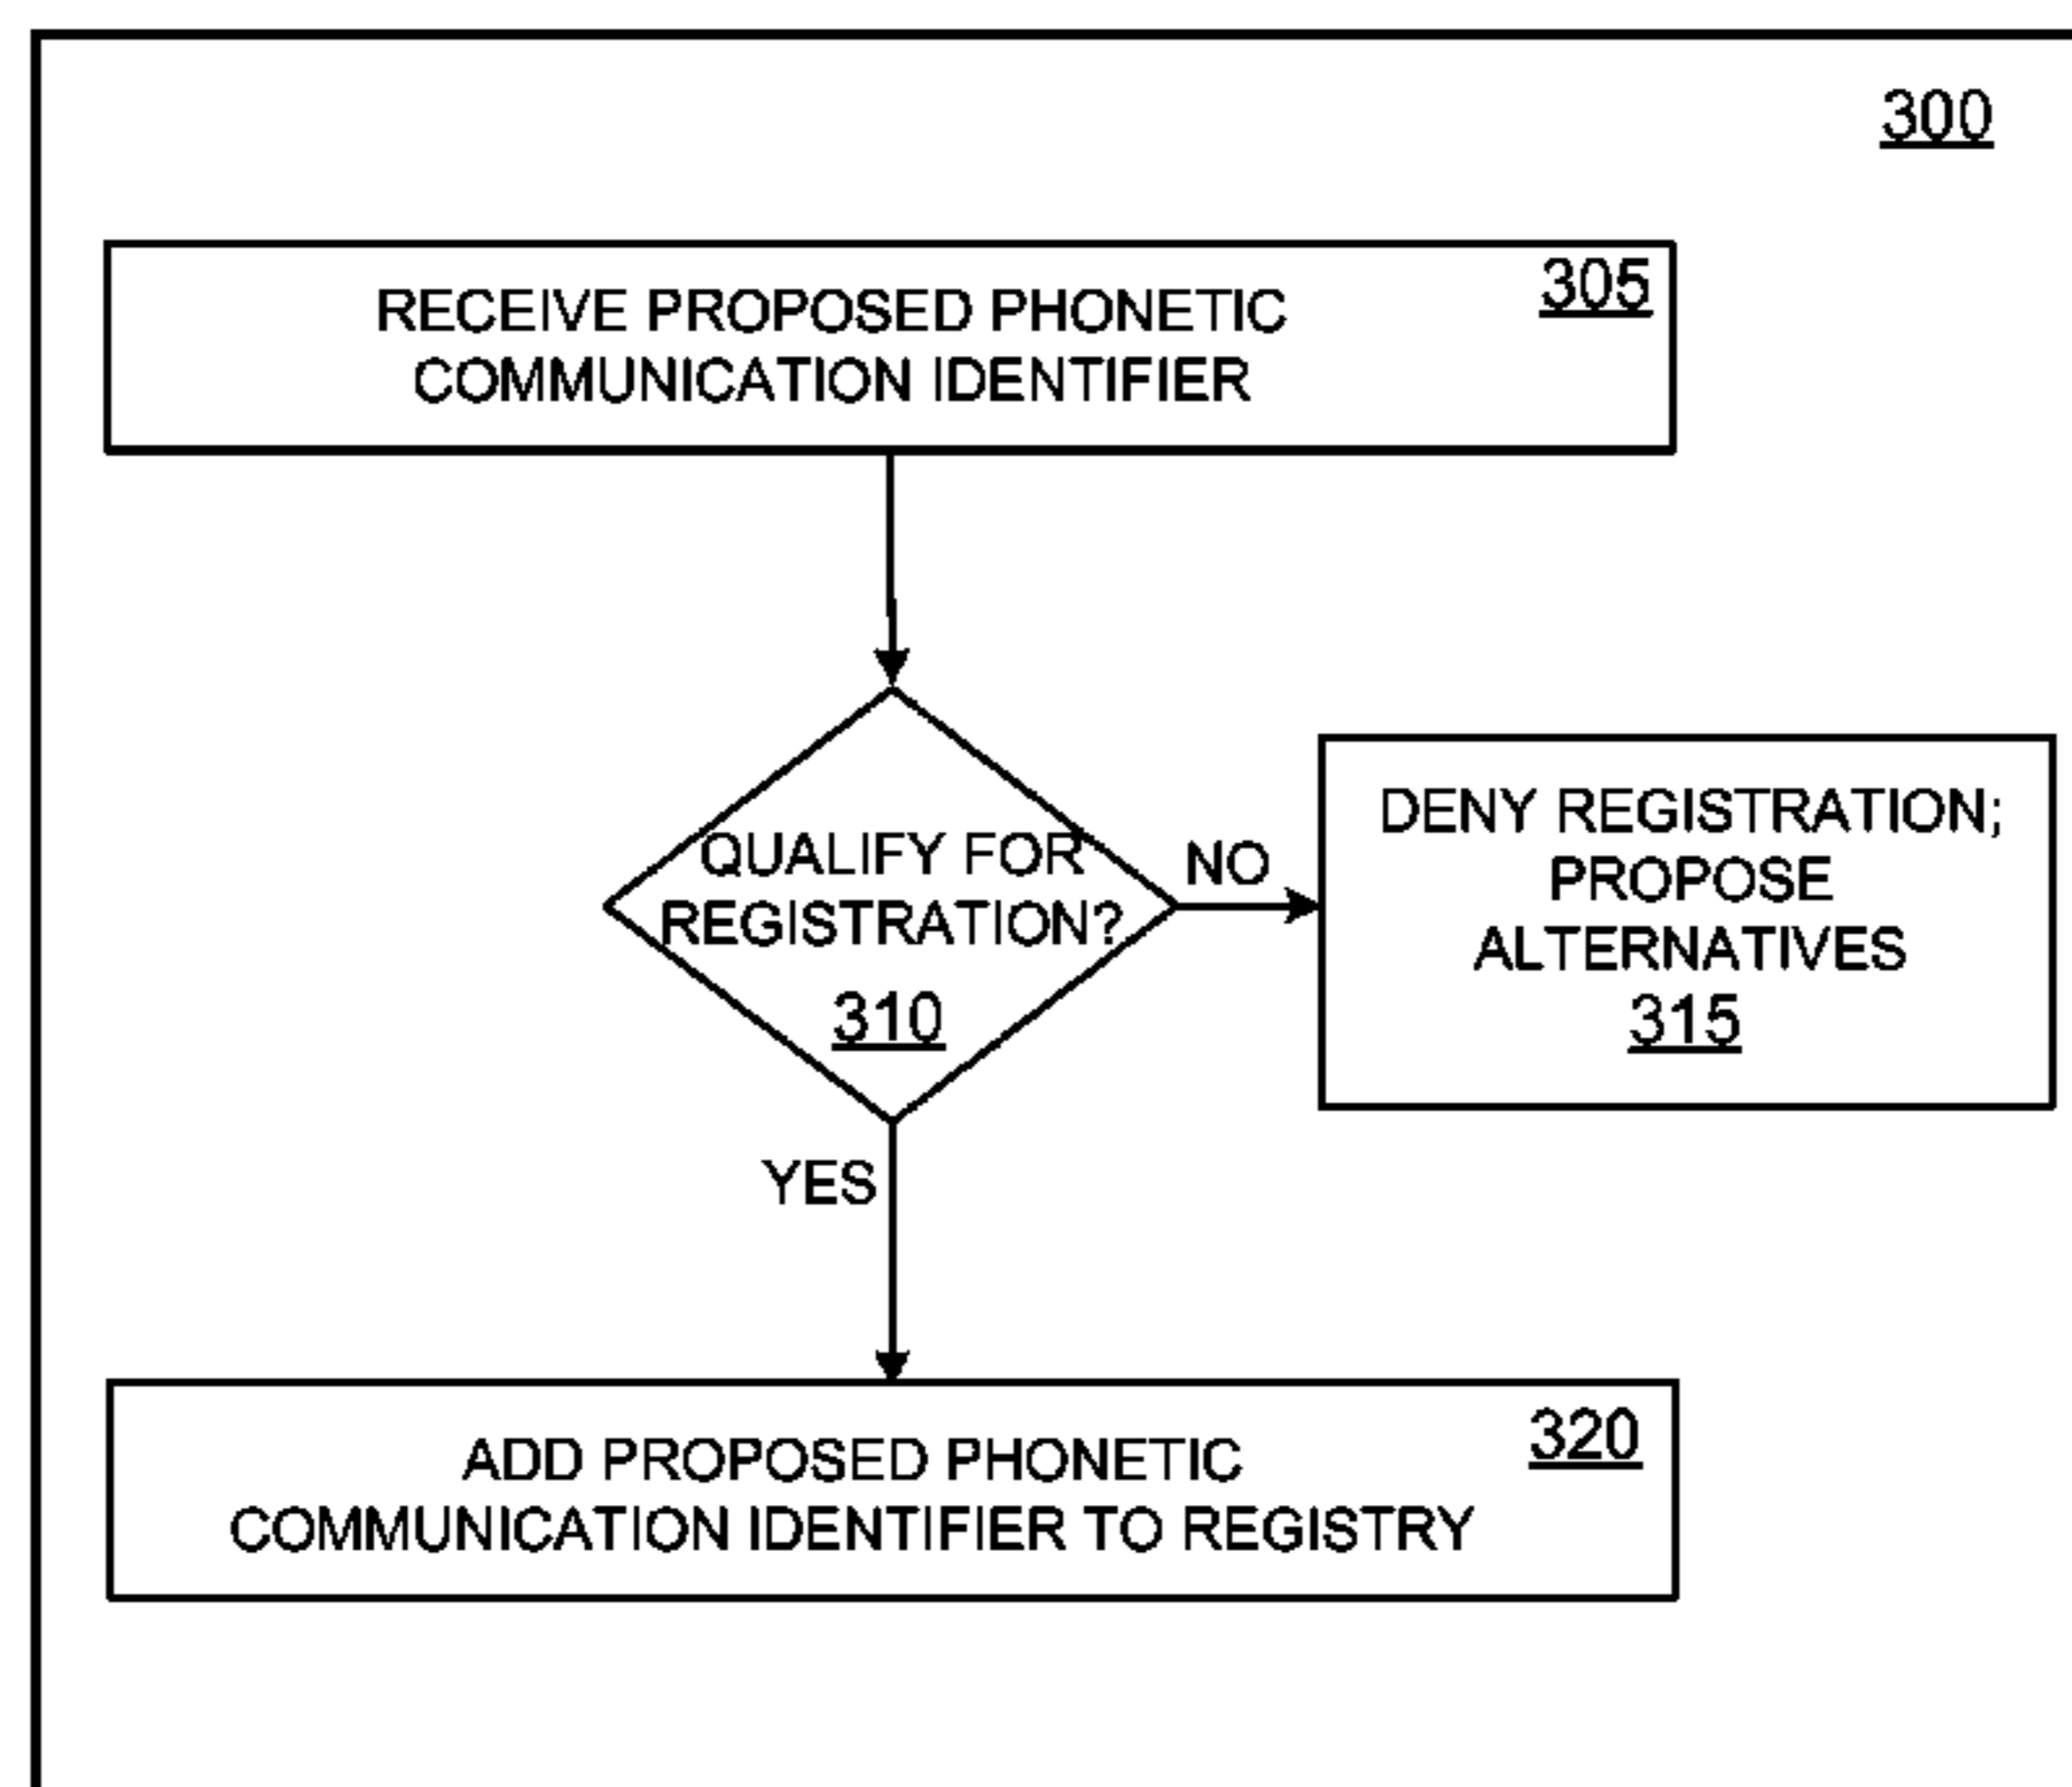 300
305
RECEIVE PROPOSED PHONETIC
COMMUNICATION IDENTIFIER
QUALIFY FOR
REGISTRATION?
310
NO
DENY REGISTRATION;
PROPOSE
ALTERNATIVES
315
YES
320
ADD PROPOSED PHONETIC
COMMUNICATION IDENTIFIER TO REGISTRY